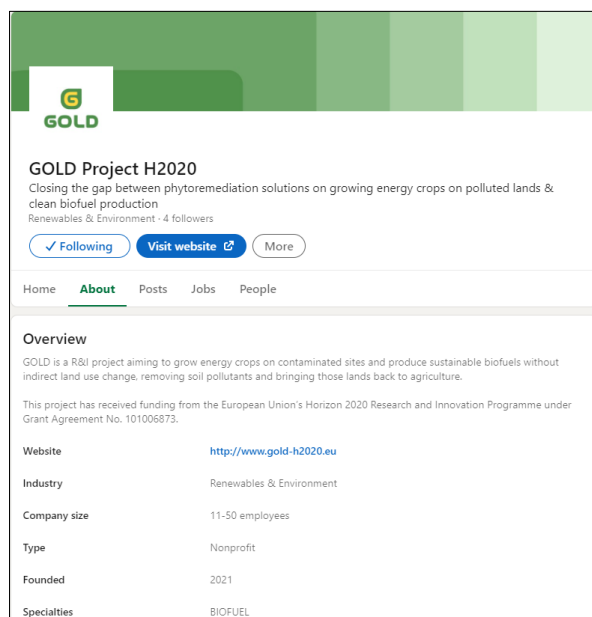 G
GOLD
GOLD Project H2020
Closing the gap between phytoremediation solutions on growing energy crops on polluted lands &
clean biofuel production
Renewables & Environment · 4 followers
✓ Following
Visit website
More
Home About Posts Jobs People
Overview
GOLD is a R&I project aiming to grow energy crops on contaminated sites and produce sustainable biofuels without
indirect land use change, removing soil pollutants and bringing those lands back to agriculture.
This project has received funding from the European Union's Horizon 2020 Research and Innovation Programme under
Grant Agreement No. 101006873.
Website http://www.gold-h2020.eu
Industry Renewables & Environment
Company size 11-50 employees
Type Nonprofit
Founded 2021
Specialties BIOFUEL